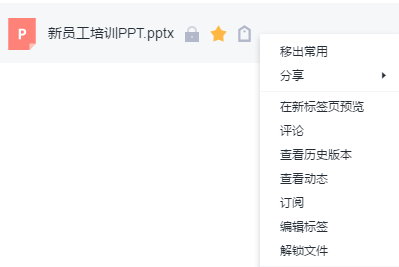 P 新员工培训PPT.pptx
移出常用
分享
在新标签页预览
评论
查看历史版本
查看动态
订阅
编辑标签
解锁文件